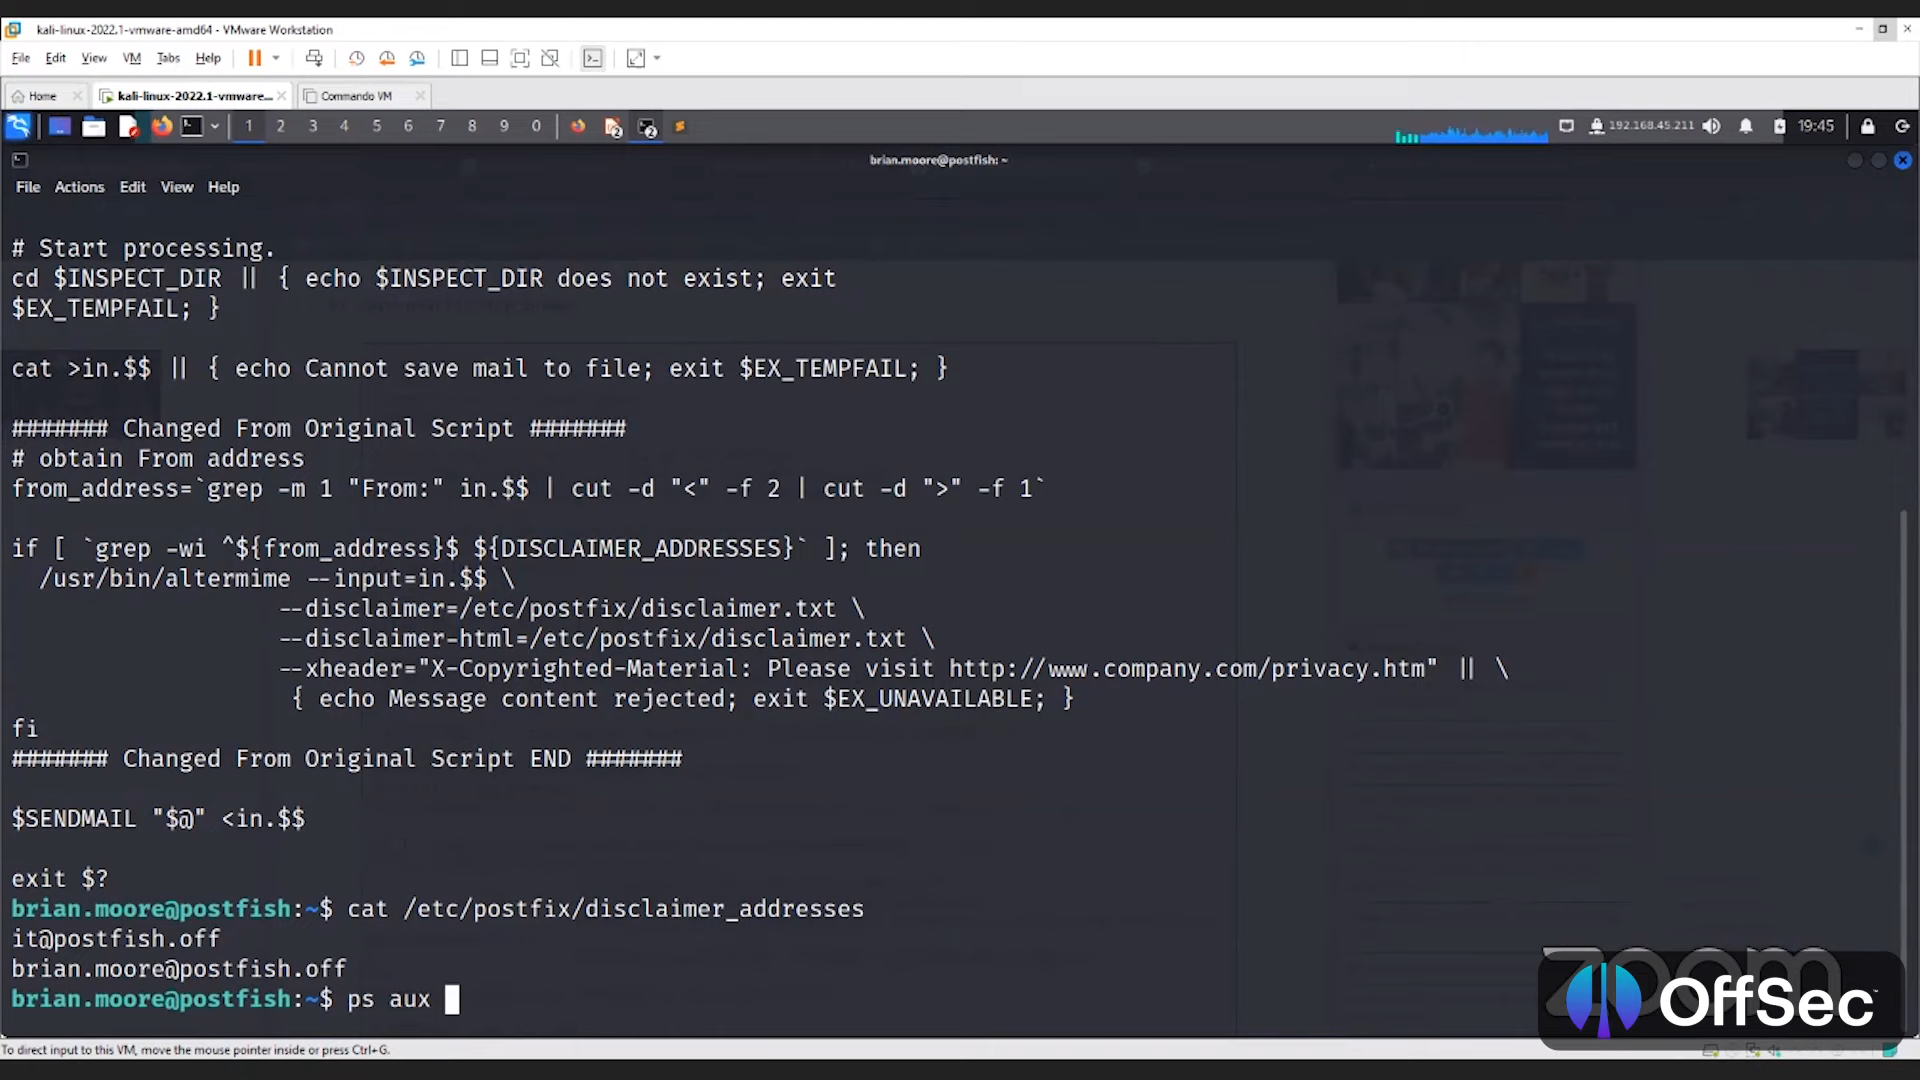 kali-linux-2022.1-vmware-amd64 - VMware Workstation
File Edit View VM Tabs Help
Home kali-linux-2022.1-vmware... Commando VM
1 2 3 4 5 6 7 8 9 0 192.168.45.211 19:45
brian.moore@postfish: ~
File Actions Edit View Help
# Start processing.
cd $INSPECT_DIR || { echo $INSPECT_DIR does not exist; exit
$EX_TEMPFAIL; }
cat >in.$$ || { echo Cannot save mail to file; exit $EX_TEMPFAIL; }
####### Changed From Original Script #######
# obtain From address
from_address=`grep -m 1 "From:" in.$$ | cut -d "<" -f 2 | cut -d ">" -f 1`
if [ `grep -wi ^${from_address}$ ${DISCLAIMER_ADDRESSES}` ]; then
/usr/bin/altermime --input=in.$$ \
--disclaimer=/etc/postfix/disclaimer.txt \
--disclaimer-html=/etc/postfix/disclaimer.txt \
--xheader="X-Copyrighted-Material: Please visit http://www.company.com/privacy.htm" || \
{ echo Message content rejected; exit $EX_UNAVAILABLE; }
fi
####### Changed From Original Script END #######
$SENDMAIL "$@" <in.$$
exit $?
brian.moore@postfish:~$ cat /etc/postfix/disclaimer_addresses
it@postfish.off
brian.moore@postfish.off
brian.moore@postfish:~$ ps aux
zoom
OffSec™
To direct input to this VM, move the mouse pointer inside or press Ctrl+G.